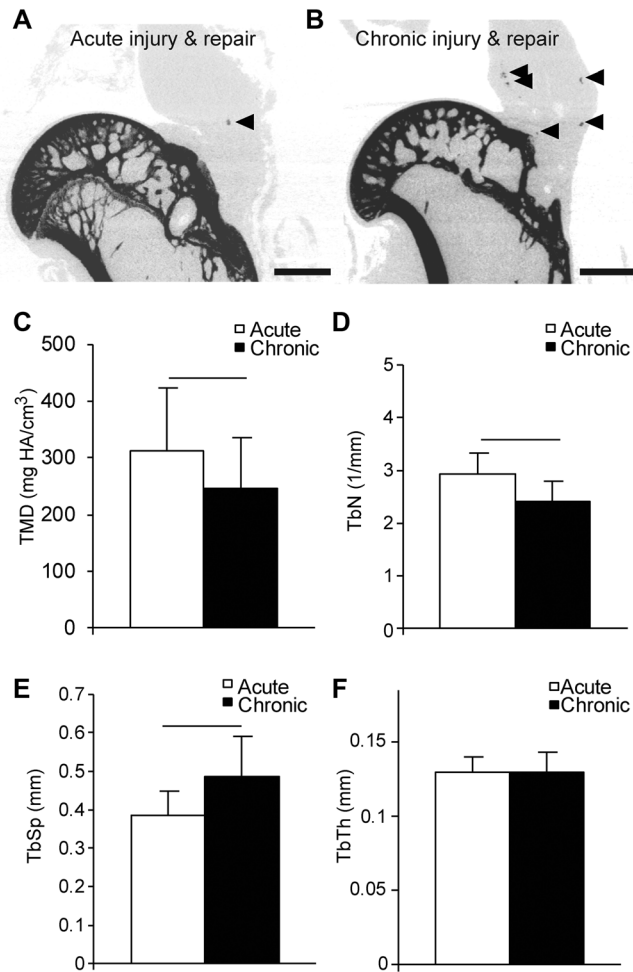 A
Acute injury & repair
B
Chronic injury & repair
C
Acute
Chronic
TMD (mg HA/cm³)
500
400
300
200
100
0
D
Acute
Chronic
TbN (1/mm)
5
4
3
2
1
0
E
Acute
Chronic
TbSp (mm)
0.7
0.6
0.5
0.4
0.3
0.2
0.1
0
F
Acute
Chronic
TbTh (mm)
0.15
0.1
0.05
0